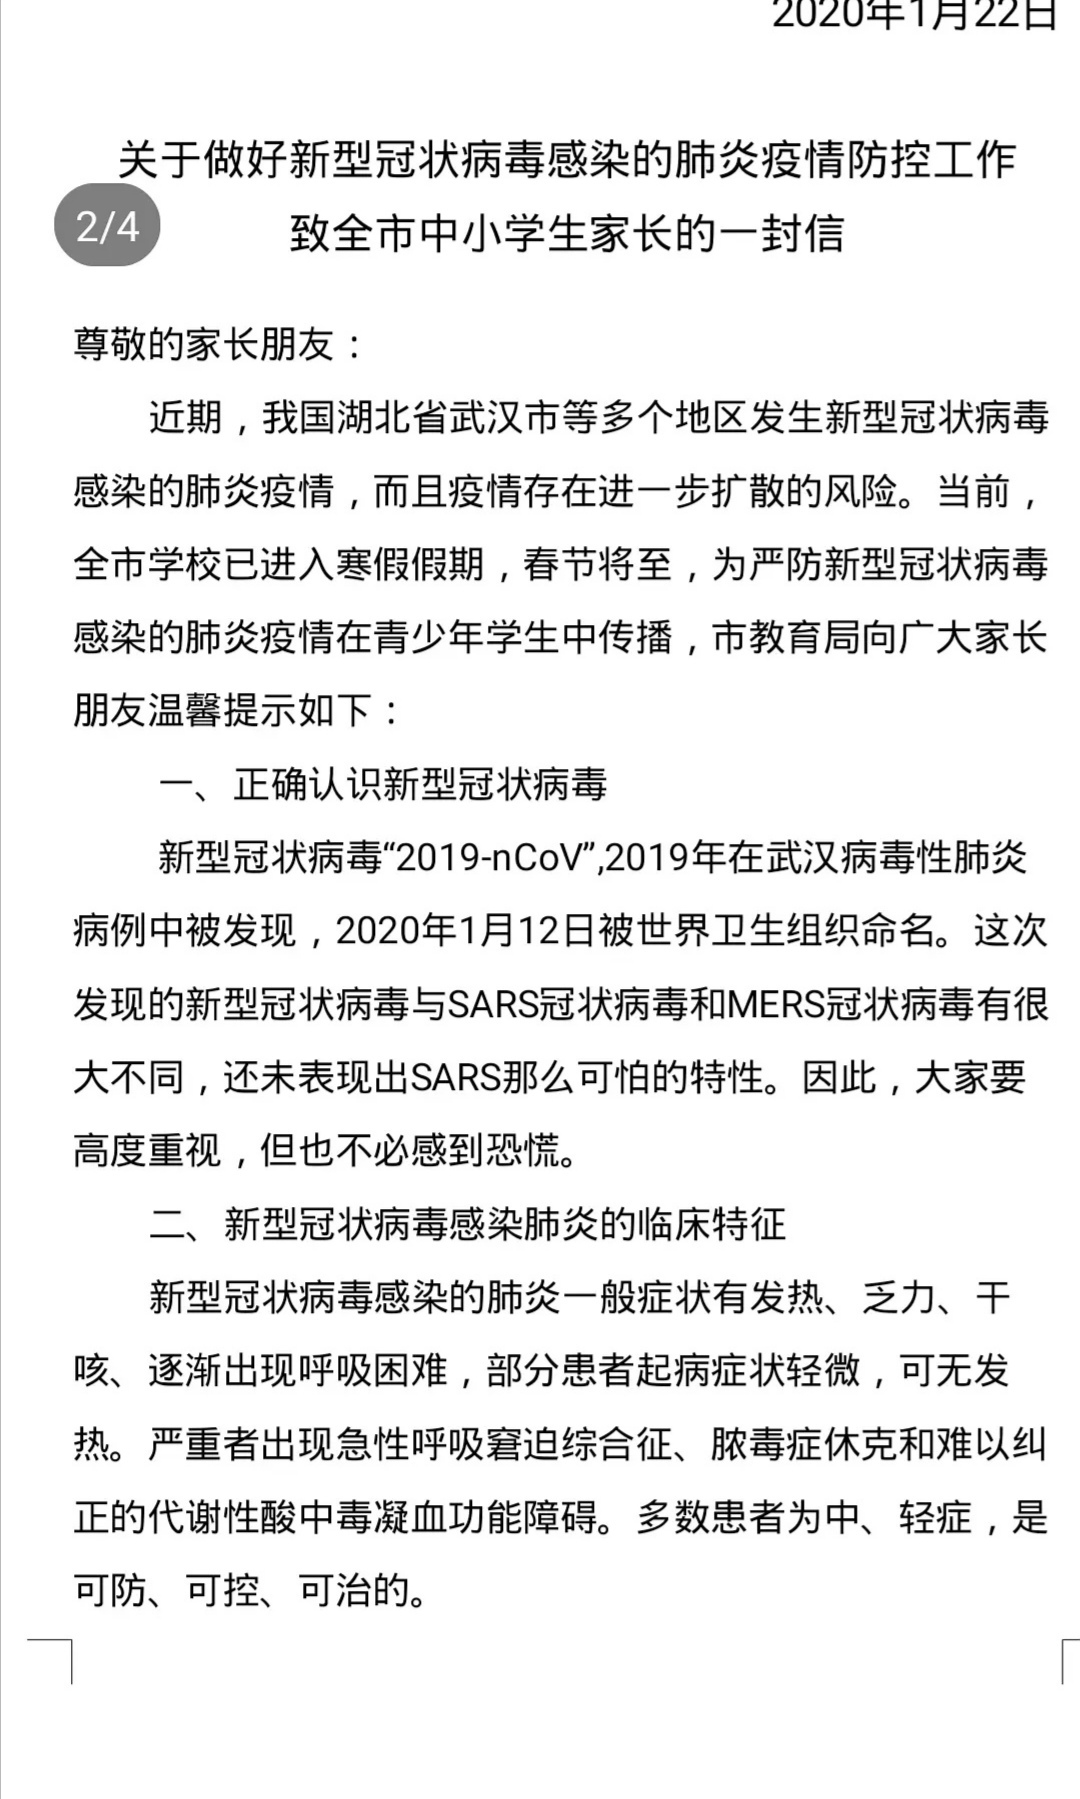 2020年1月22日
关于做好新型冠状病毒感染的肺炎疫情防控工作
2/4
致全市中小学生家长的一封信
尊敬的家长朋友：
近期，我国湖北省武汉市等多个地区发生新型冠状病毒
感染的肺炎疫情，而且疫情存在进一步扩散的风险。当前，
全市学校已进入寒假假期，春节将至，为严防新型冠状病毒
感染的肺炎疫情在青少年学生中传播，市教育局向广大家长
朋友温馨提示如下：
一、正确认识新型冠状病毒
新型冠状病毒“2019-nCoV”,2019年在武汉病毒性肺炎
病例中被发现，2020年1月12日被世界卫生组织命名。这次
发现的新型冠状病毒与SARS冠状病毒和MERS冠状病毒有很
大不同，还未表现出SARS那么可怕的特性。因此，大家要
高度重视，但也不必感到恐慌。
二、新型冠状病毒感染肺炎的临床特征
新型冠状病毒感染的肺炎一般症状有发热、乏力、干
咳、逐渐出现呼吸困难，部分患者起病症状轻微，可无发
热。严重者出现急性呼吸窘迫综合征、脓毒症休克和难以纠
正的代谢性酸中毒凝血功能障碍。多数患者为中、轻症，是
可防、可控、可治的。